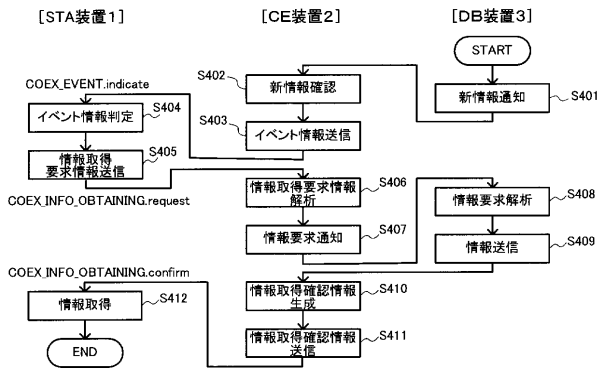 [STA装置1]
[CE装置2]
[DB装置3]
START
S401
新情報通知
S402
新情報確認
S403
イベント情報送信
COEX_EVENT.indicate
S404
イベント情報判定
S405
情報取得
要求情報送信
COEX_INFO_OBTAINING.request
S406
情報取得要求情報
解析
S407
情報要求通知
S408
情報要求解析
S409
情報送信
S410
情報取得確認情報
生成
S411
情報取得確認情報
送信
COEX_INFO_OBTAINING.confirm
S412
情報取得
END